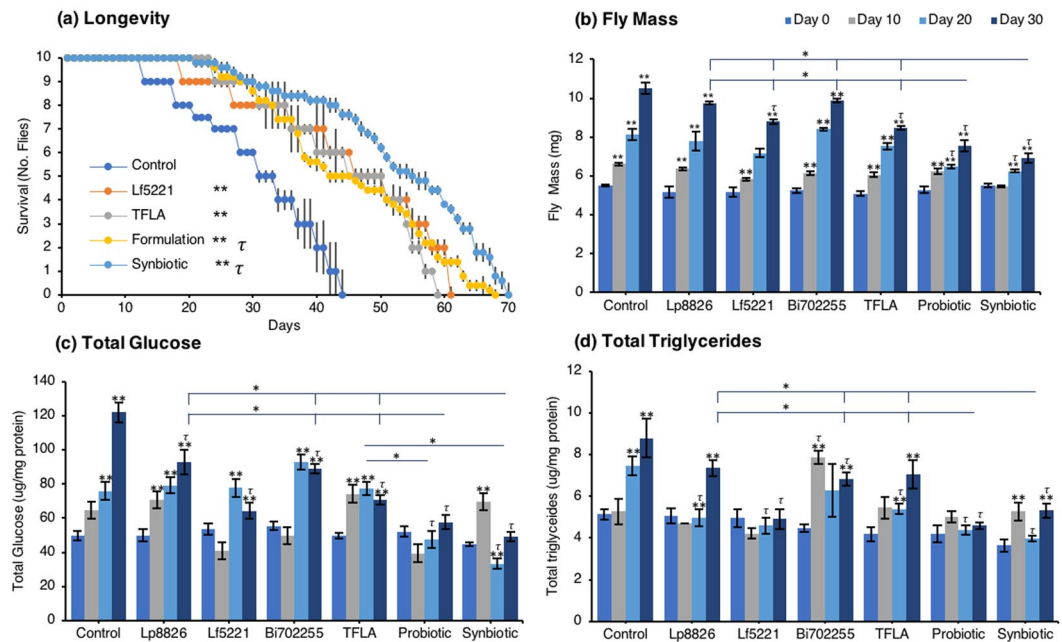 (a) Longevity
Survival (No. Flies)
10
9
8
7
6
5
4
3
2
1
0
Control
Lf5221 **
TFLA **
Formulation ** τ
Synbiotic ** τ
0 10 20 30 40 50 60 70
Days
(b) Fly Mass
Day 0 Day 10 Day 20 Day 30
Fly Mass (mg)
12
10
8
6
4
2
0
*
*
** ** ** ** ** ** ** τ ** ** ** ** ** ** τ ** ** τ ** τ ** τ ** τ **
Control Lp8826 Lf5221 Bi702255 TFLA Probiotic Synbiotic
(c) Total Glucose
Total Glucose (ug/mg protein)
140
120
100
80
60
40
20
0
*
*
*
*
** ** ** τ ** ** τ ** ** τ ** ** ** τ ** τ τ ** τ ** τ
Control Lp8826 Lf5221 Bi702255 TFLA Probiotic Synbiotic
(d) Total Triglycerides
Total triglyceides (ug/mg protein)
12
10
8
6
4
2
0
*
*
** ** τ ** ** τ τ τ ** τ ** τ ** ** τ τ ** τ τ **
Control Lp8826 Lf5221 Bi702255 TFLA Probiotic Synbiotic